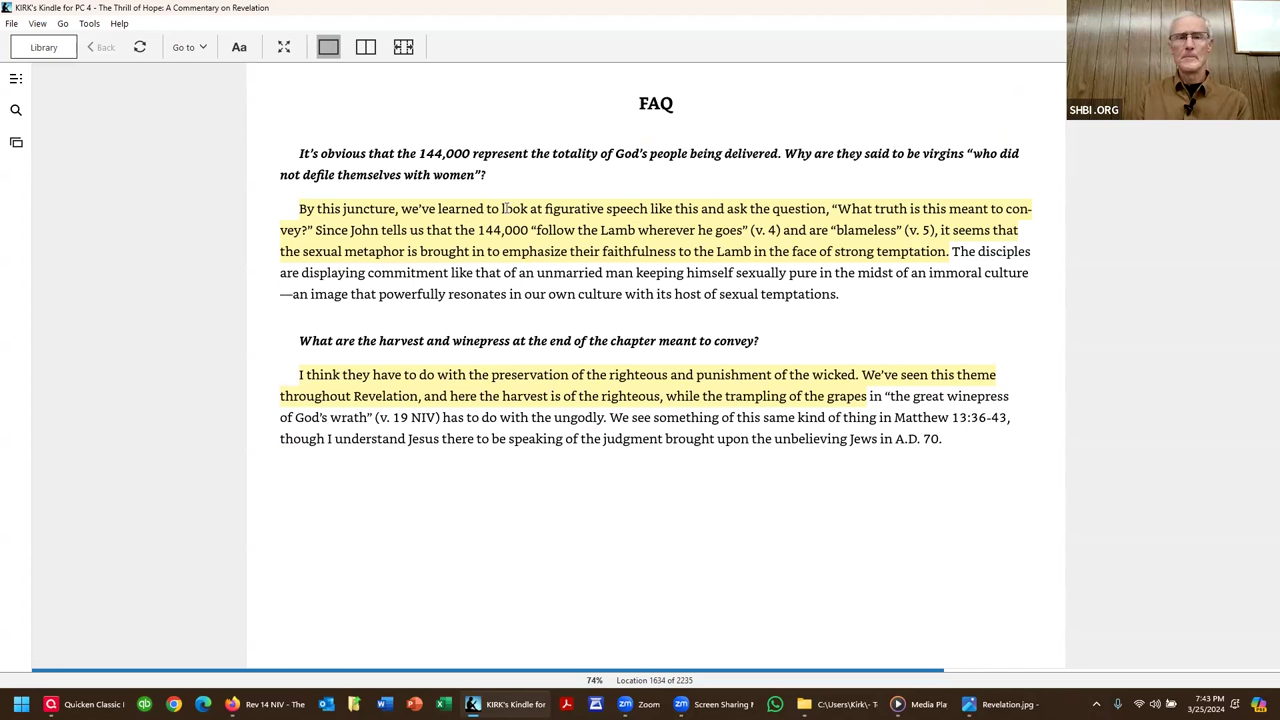 KIRK's Kindle for PC 4 - The Thrill of Hope: A Commentary on Revelation
File View Go Tools Help
Library Back Go to Aa
SHBI.ORG
FAQ
It's obvious that the 144,000 represent the totality of God's people being delivered. Why are they said to be virgins “who did
not defile themselves with women”?
By this juncture, we've learned to look at figurative speech like this and ask the question, “What truth is this meant to con-
vey?” Since John tells us that the 144,000 “follow the Lamb wherever he goes” (v. 4) and are “blameless” (v. 5), it seems that
the sexual metaphor is brought in to emphasize their faithfulness to the Lamb in the face of strong temptation. The disciples
are displaying commitment like that of an unmarried man keeping himself sexually pure in the midst of an immoral culture
—an image that powerfully resonates in our own culture with its host of sexual temptations.
What are the harvest and winepress at the end of the chapter meant to convey?
I think they have to do with the preservation of the righteous and punishment of the wicked. We've seen this theme
throughout Revelation, and here the harvest is of the righteous, while the trampling of the grapes in “the great winepress
of God's wrath” (v. 19 NIV) has to do with the ungodly. We see something of this same kind of thing in Matthew 13:36-43,
though I understand Jesus there to be speaking of the judgment brought upon the unbelieving Jews in A.D. 70.
74% Location 1634 of 2235
Quicken Classic Rev 14 NIV - The KIRK's Kindle for Zoom Screen Sharing C:\Users\Kirk\- T Media Pla Revelation.jpg -
7:43 PM
3/25/2024